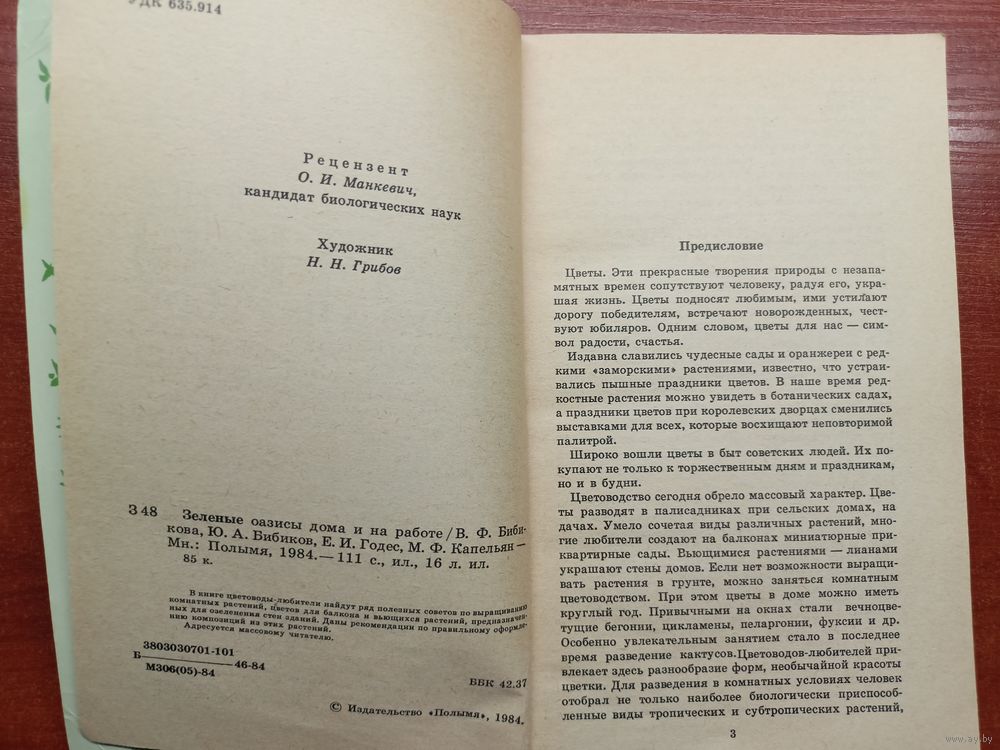 УДК 635.914
Рецензент
О. И. Манкевич,
кандидат биологических наук
Художник
Н. Н. Грибов
З 48 Зеленые оазисы дома и на работе/В. Ф. Биби-
кова, Ю. А. Бибиков, Е. И. Годес, М. Ф. Капельян —
Мн.: Полымя, 1984.— 111 с., ил., 16 л. ил.
85 к.
В книге цветоводы-любители найдут ряд полезных советов по выращиванию
комнатных растений, цветов для балкона и вьющихся растений, предназначен-
ных для озеленения стен зданий. Даны рекомендации по правильному оформле-
нию композиций из этих растений.
Адресуется массовому читателю.
3803030701-101
Б 46-84
М306(05)-84
ББК 42.37
© Издательство «Полымя», 1984.
Предисловие
Цветы. Эти прекрасные творения природы с незапа-
мятных времен сопутствуют человеку, радуя его, укра-
шая жизнь. Цветы подносят любимым, ими устилают
дорогу победителям, встречают новорожденных, чест-
вуют юбиляров. Одним словом, цветы для нас — сим-
вол радости, счастья.
Издавна славились чудесные сады и оранжереи с ред-
кими «заморскими» растениями, известно, что устраи-
вались пышные праздники цветов. В наше время ред-
костные растения можно увидеть в ботанических садах,
а праздники цветов при королевских дворцах сменились
выставками для всех, которые восхищают неповторимой
палитрой.
Широко вошли цветы в быт советских людей. Их по-
купают не только к торжественным дням и праздникам,
но и в будни.
Цветоводство сегодня обрело массовый характер. Цве-
ты разводят в палисадниках при сельских домах, на
дачах. Умело сочетая виды различных растений, мно-
гие любители создают на балконах миниатюрные при-
квартирные сады. Вьющимися растениями — лианами
украшают стены домов. Если нет возможности выращи-
вать растения в грунте, можно заняться комнатным
цветоводством. При этом цветы в доме можно иметь
круглый год. Привычными на окнах стали вечноцве-
тущие бегонии, цикламены, пеларгонии, фуксии и др.
Особенно увлекательным занятием стало в последнее
время разведение кактусов.Цветоводов-любителей при-
влекает здесь разнообразие форм, необычайной красоты
цветки. Для разведения в комнатных условиях человек
отобрал не только наиболее биологически приспособ-
ленные виды тропических и субтропических растений,
3
www.ay.by